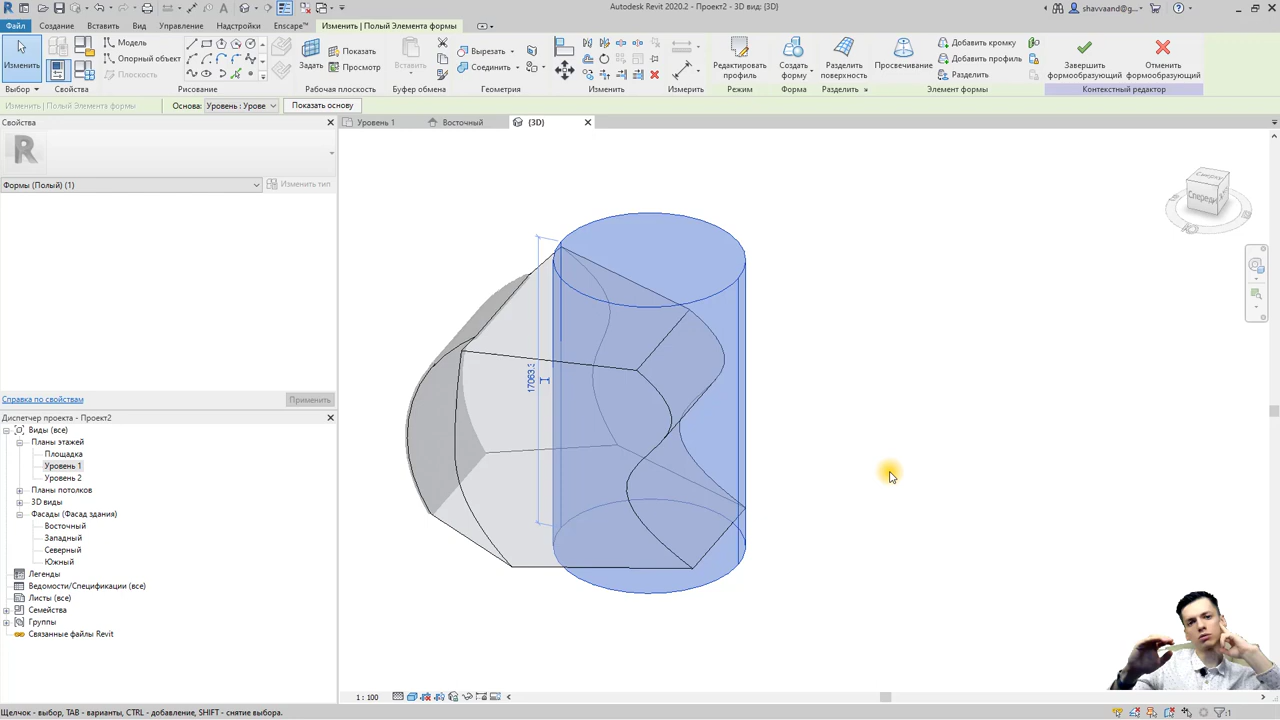 Autodesk Revit 2020.2 - Проект2 - 3D вид: {3D}
shavvaand@g...
Файл Создание Вставить Вид Управление Надстройки Enscape™ Изменить | Полый Элемента формы
Изменить
Модель
Опорный объект
Плоскость
Задать
Показать
Просмотр
Вставить
Вырезать
Соединить
Редактировать профиль
Создать форму
Разделить поверхность
Просвечивание
Добавить кромку
Добавить профиль
Разделить
Завершить формообразующий
Отменить формообразующий
Выбор Свойства Рисование Рабочая плоскость Буфер обмена Геометрия Изменить Измерить Режим Форма Разделить Элемент формы Контекстный редактор
Изменить | Полый Элемента формы
Основа: Уровень : Урове
Показать основу
Свойства
Уровень 1
Восточный
{3D}
Формы (Полый) (1)
Изменить тип
Сверху
Спереди
17063.3
Справка по свойствам
Применить
Диспетчер проекта - Проект2
Виды (все)
Планы этажей
Площадка
Уровень 1
Уровень 2
Планы потолков
3D виды
Фасады (Фасад здания)
Восточный
Западный
Северный
Южный
Легенды
Ведомости/Спецификации (все)
Листы (все)
Семейства
Группы
Связанные файлы Revit
1 : 100
Щелчок - выбор, TAB - варианты, CTRL - добавление, SHIFT - снятие выбора.
:1